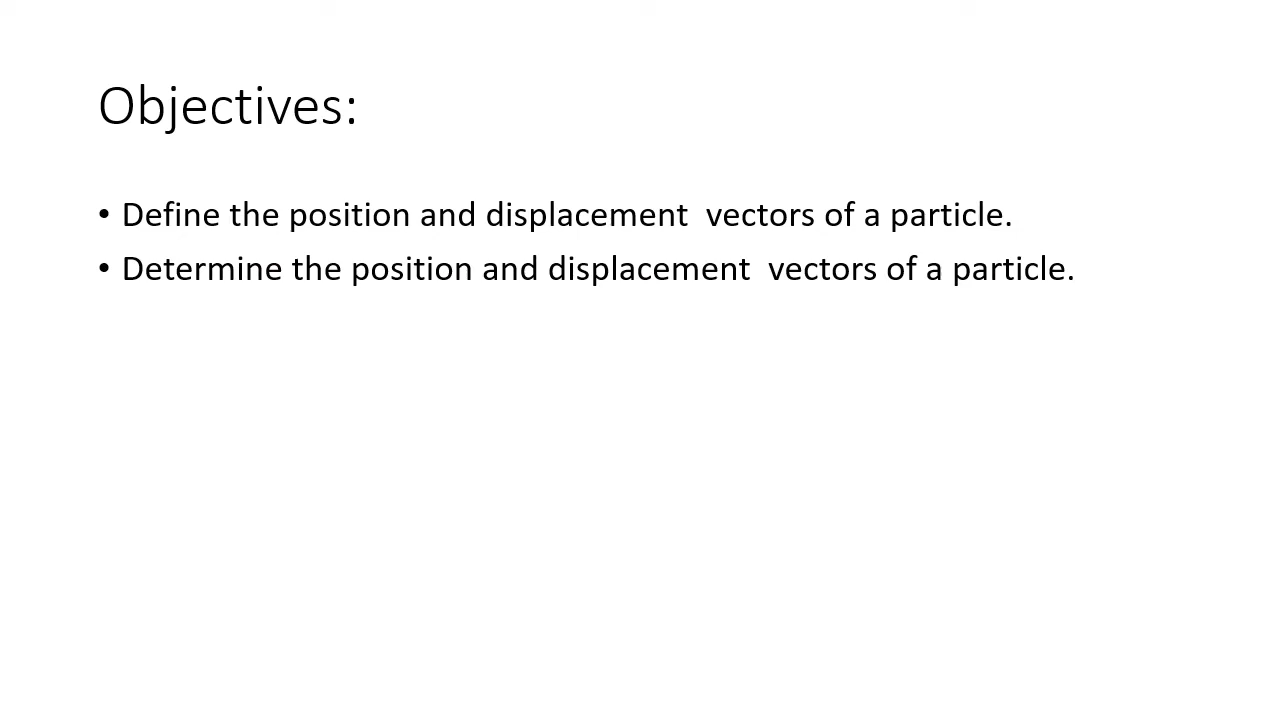 Objectives:
• Define the position and displacement  vectors of a particle.
• Determine the position and displacement  vectors of a particle.